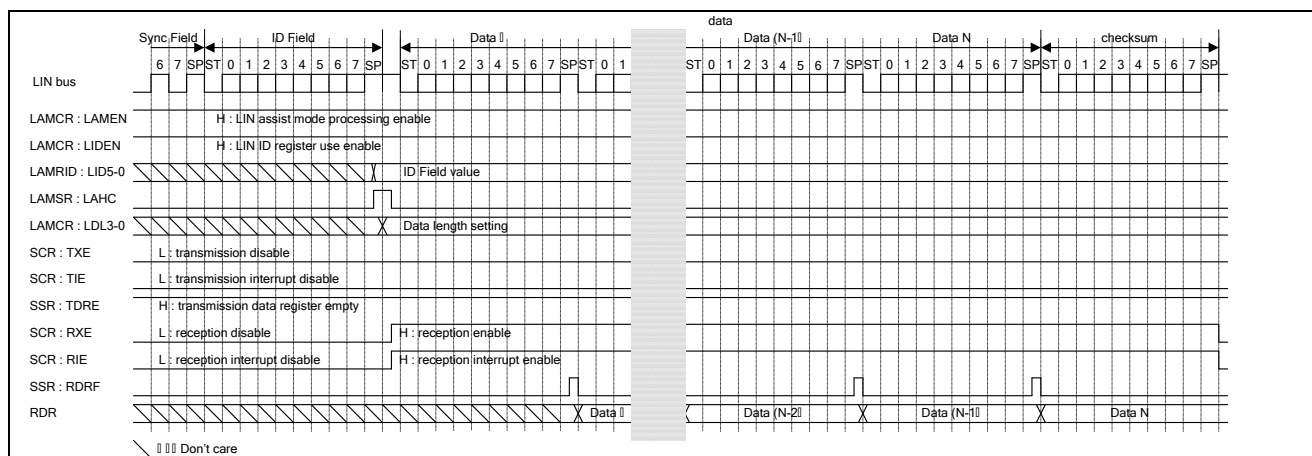 data
Sync Field ID Field Data Data (N-1 Data N checksum
6 7 SP ST 0 1 2 3 4 5 6 7 SP ST 0 1 2 3 4 5 6 7 SP ST 0 1 ST 0 1 2 3 4 5 6 7 SP ST 0 1 2 3 4 5 6 7 SP ST 0 1 2 3 4 5 6 7 SP
LIN bus
LAMCR : LAMEN H : LIN assist mode processing enable
LAMCR : LIDEN H : LIN ID register use enable
LAMRID : LID5-0 ID Field value
LAMSR : LAHC
LAMCR : LDL3-0 Data length setting
SCR : TXE L : transmission disable
SCR : TIE L : transmission interrupt disable
SSR : TDRE H : transmission data register empty
SCR : RXE L : reception disable H : reception enable
SCR : RIE L : reception interrupt disable H : reception interrupt enable
SSR : RDRF
RDR Data Data (N-2 Data (N-1 Data N
Don't care